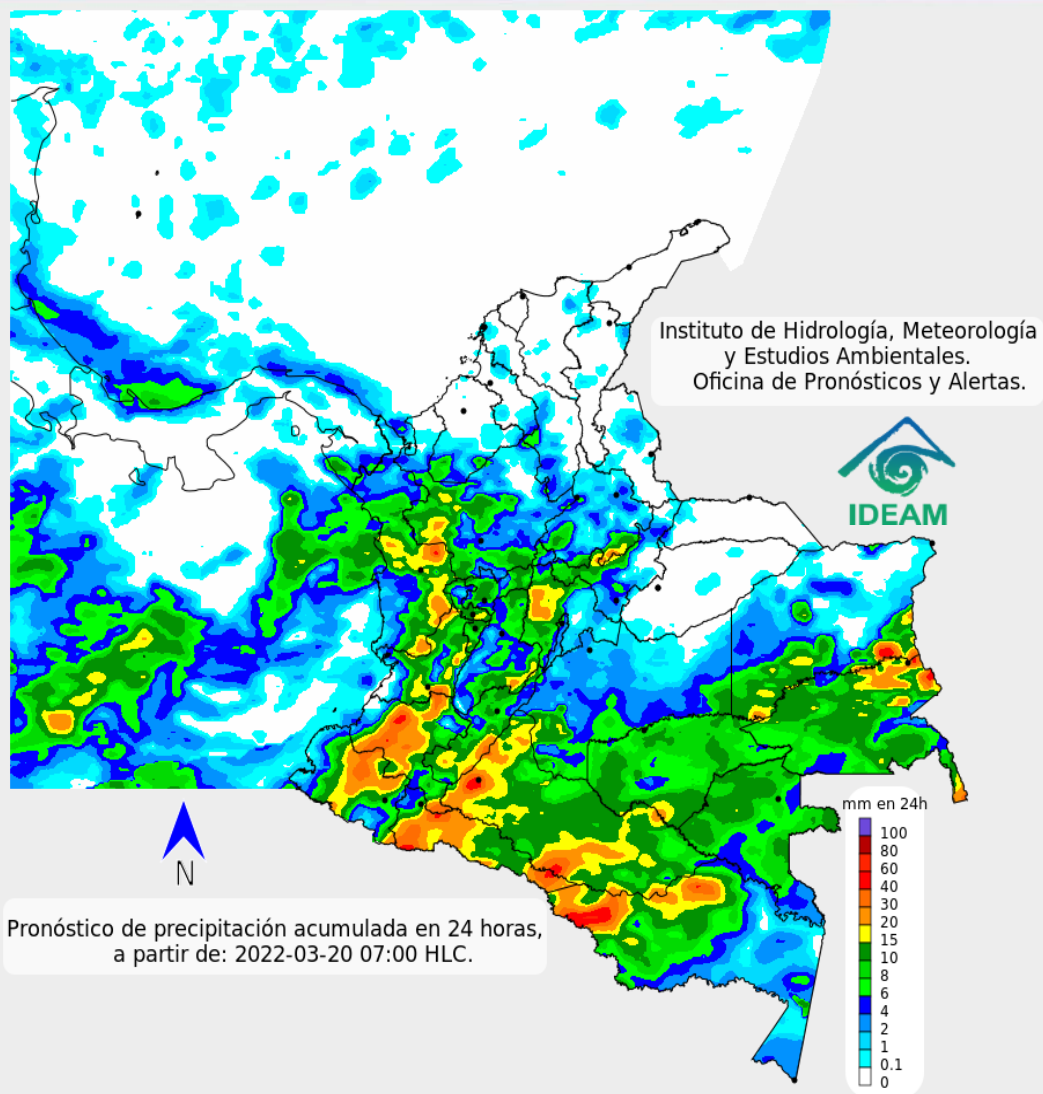 Instituto de Hidrología, Meteorología
y Estudios Ambientales.
Oficina de Pronósticos y Alertas.
IDEAM
N
Pronóstico de precipitación acumulada en 24 horas,
a partir de: 2022-03-20 07:00 HLC.
mm en 24h
100
80
60
40
30
20
15
10
8
6
4
2
1
0.1
0